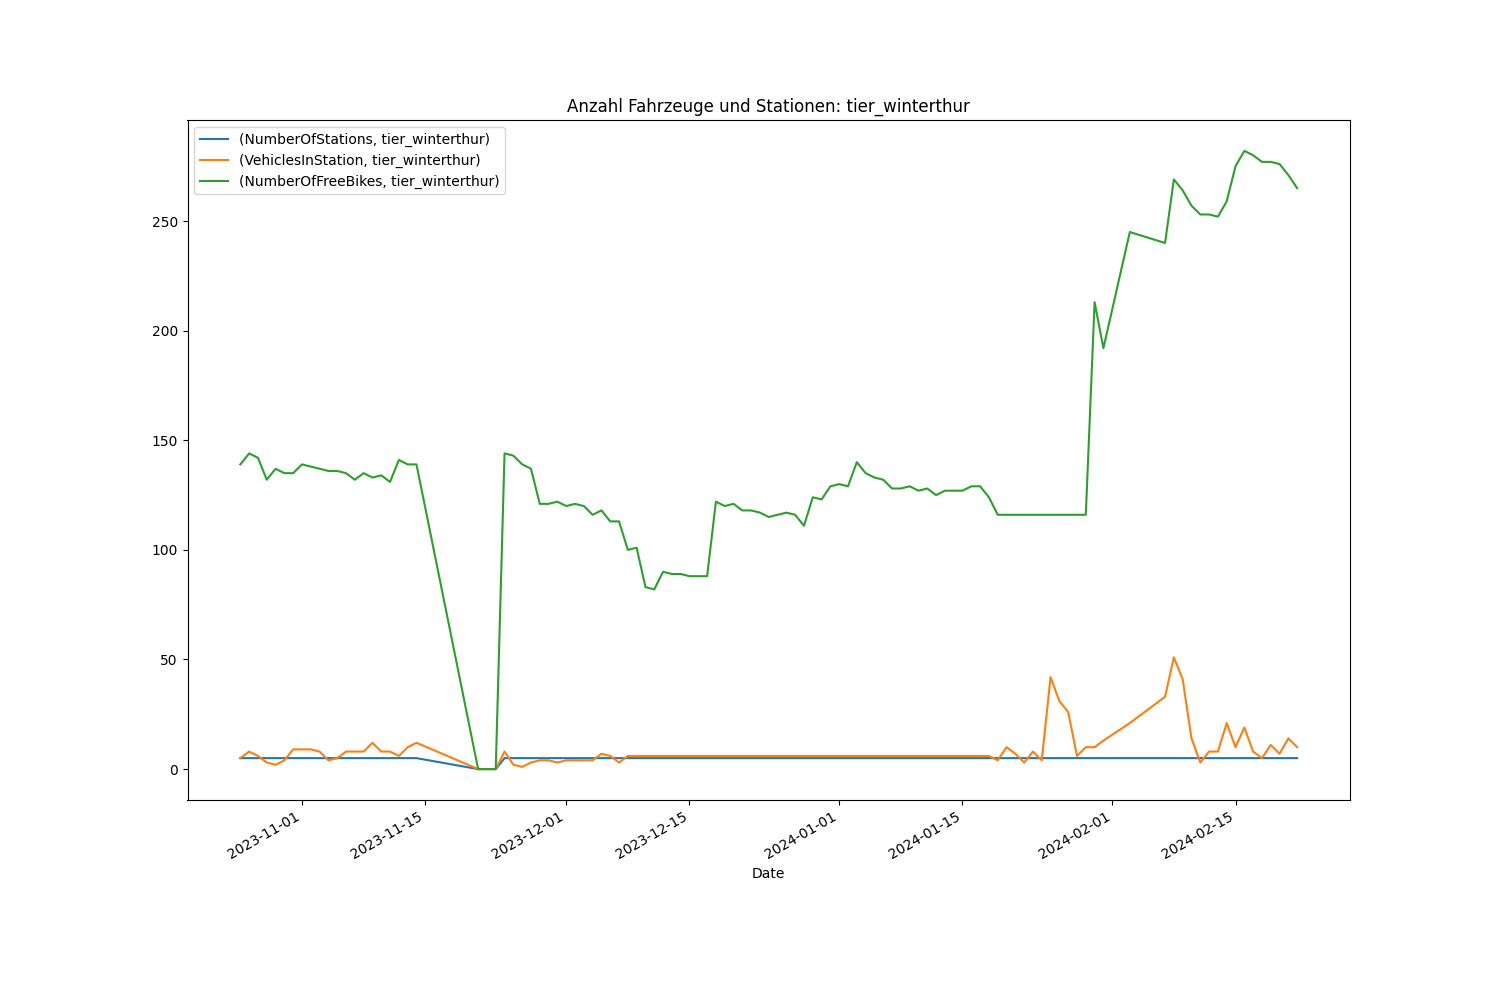 Anzahl Fahrzeuge und Stationen: tier_winterthur
(NumberOfStations, tier_winterthur)
(VehiclesInStation, tier_winterthur)
(NumberOfFreeBikes, tier_winterthur)
250
200
150
100
50
0
2023-11-01
2023-11-15
2023-12-01
2023-12-15
2024-01-01
2024-01-15
2024-02-01
2024-02-15
Date